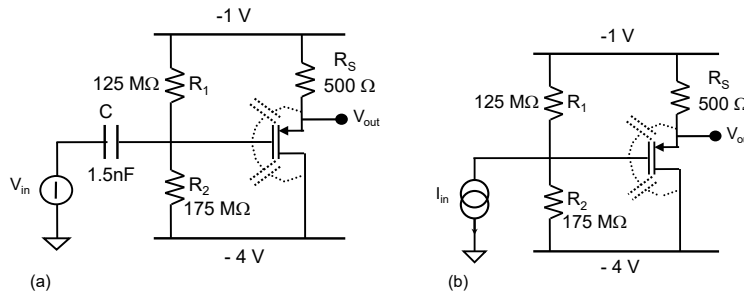 -1 V
R_S
500 Ω
125 MΩ
R_1
V_out
C
1.5nF
V_in
R_2
175 MΩ
- 4 V
(a)
-1 V
R_S
500 Ω
125 MΩ
R_1
V_ou
I_in
R_2
175 MΩ
- 4 V
(b)